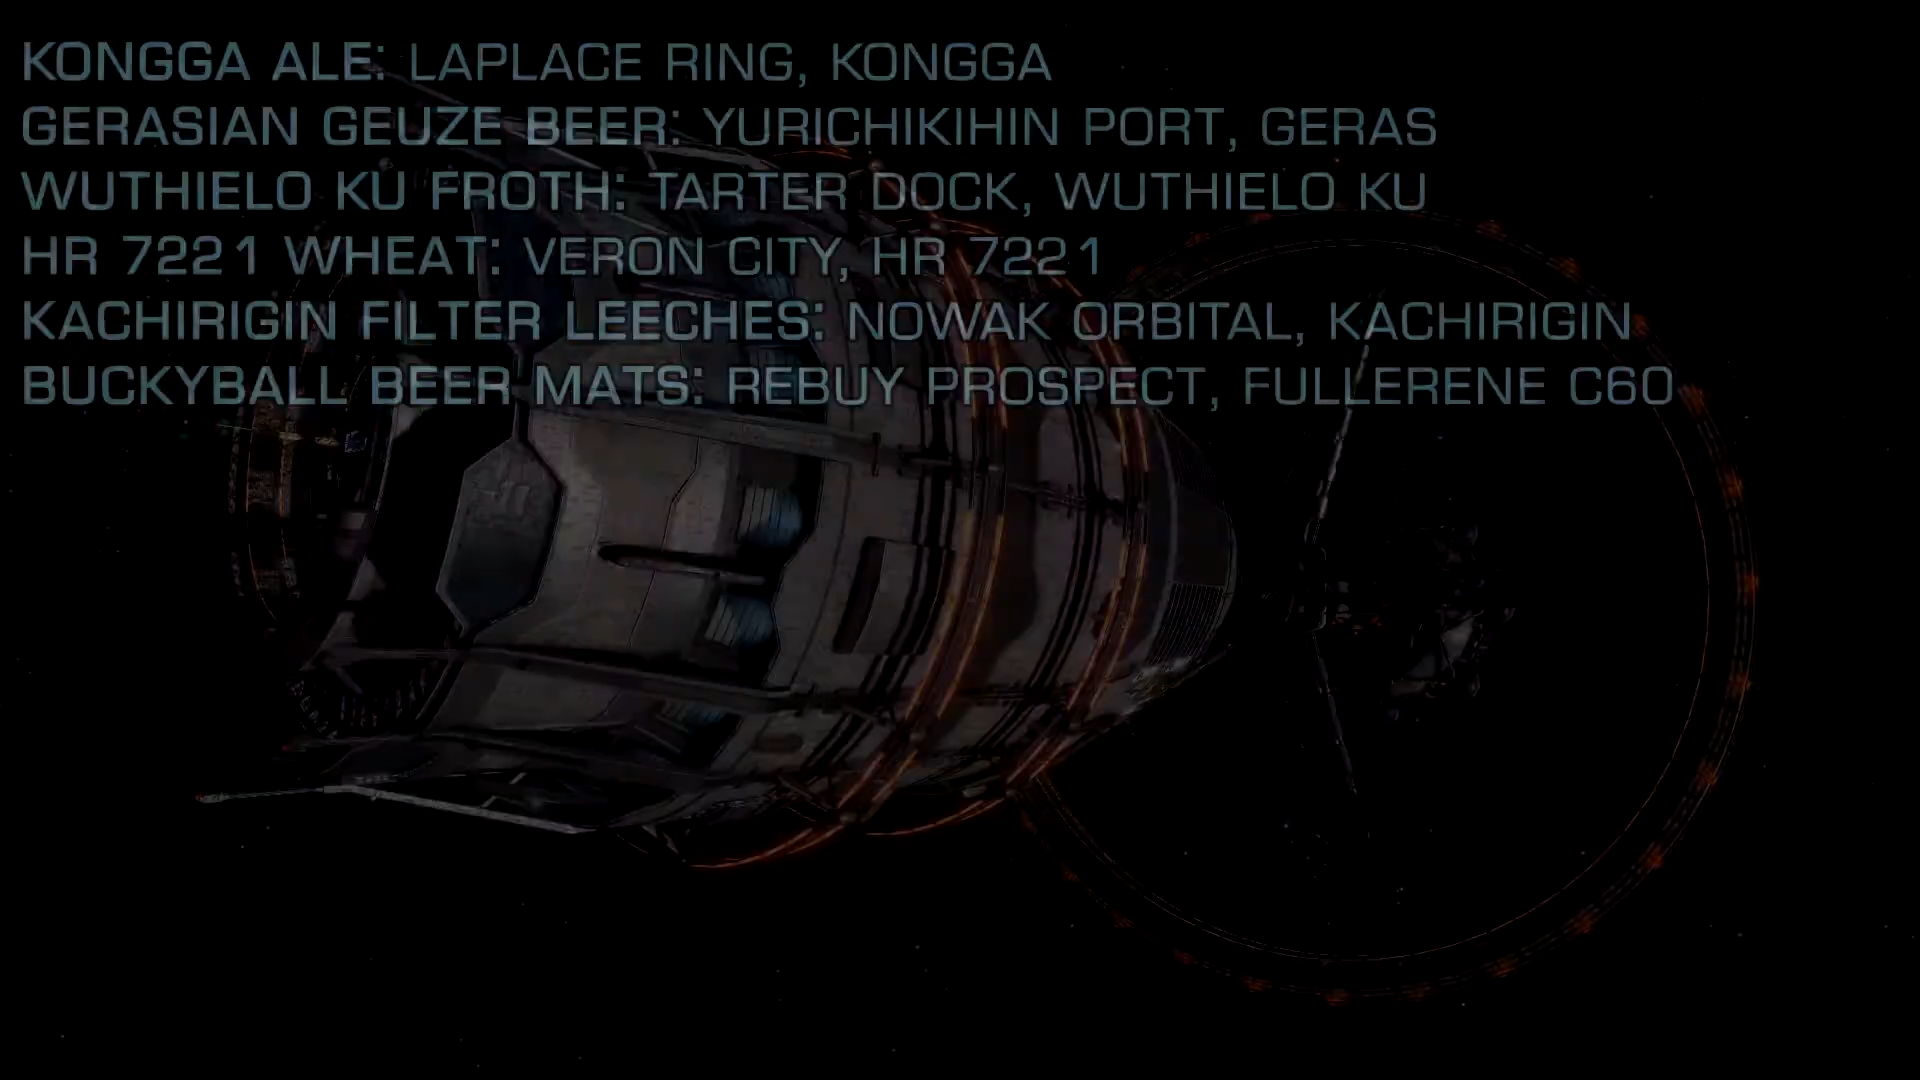 KONGGA ALE: LAPLACE RING, KONGGA
GERASIAN GEUZE BEER: YURICHIKIHIN PORT, GERAS
WUTHIELO KU FROTH: TARTER DOCK, WUTHIELO KU
HR 7221 WHEAT: VERON CITY, HR 7221
KACHIRIGIN FILTER LEECHES: NOWAK ORBITAL, KACHIRIGIN
BUCKYBALL BEER MATS: REBUY PROSPECT, FULLERENE C60